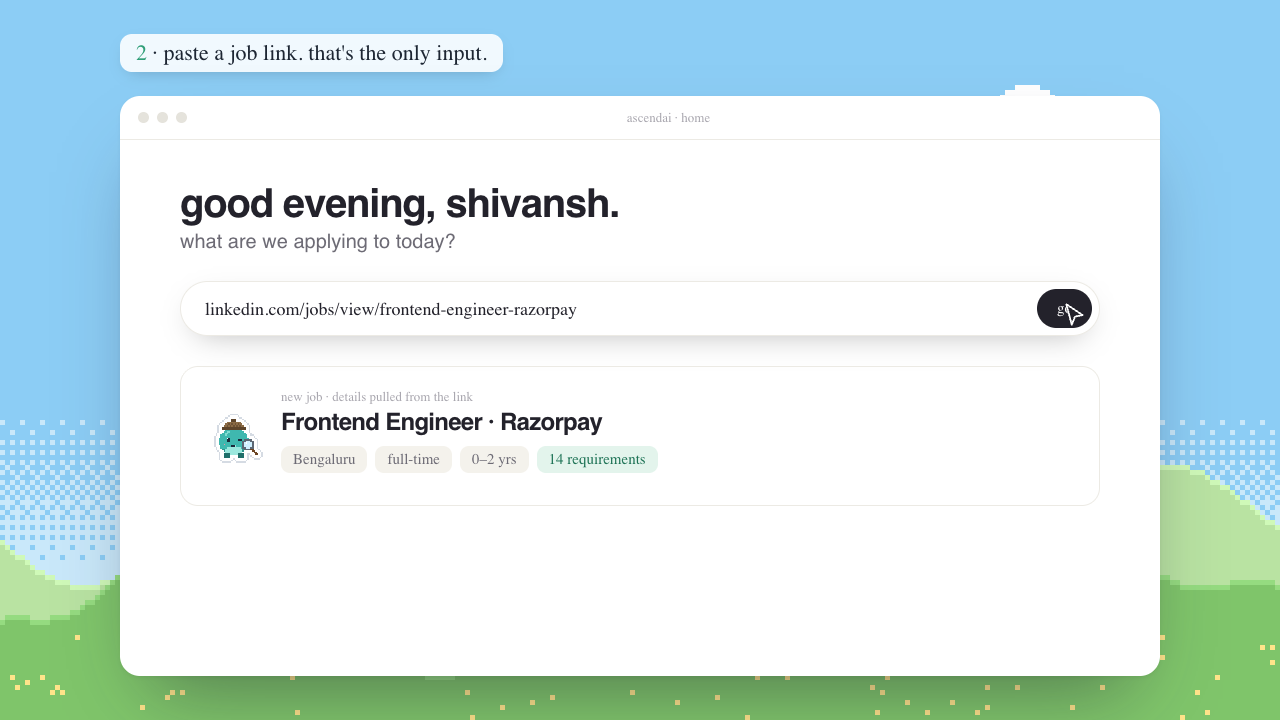 2 · paste a job link. that's the only input.
ascendai · home
good evening, shivansh.
what are we applying to today?
linkedin.com/jobs/view/frontend-engineer-razorpay
new job · details pulled from the link
Frontend Engineer · Razorpay
Bengaluru full-time 0–2 yrs 14 requirements